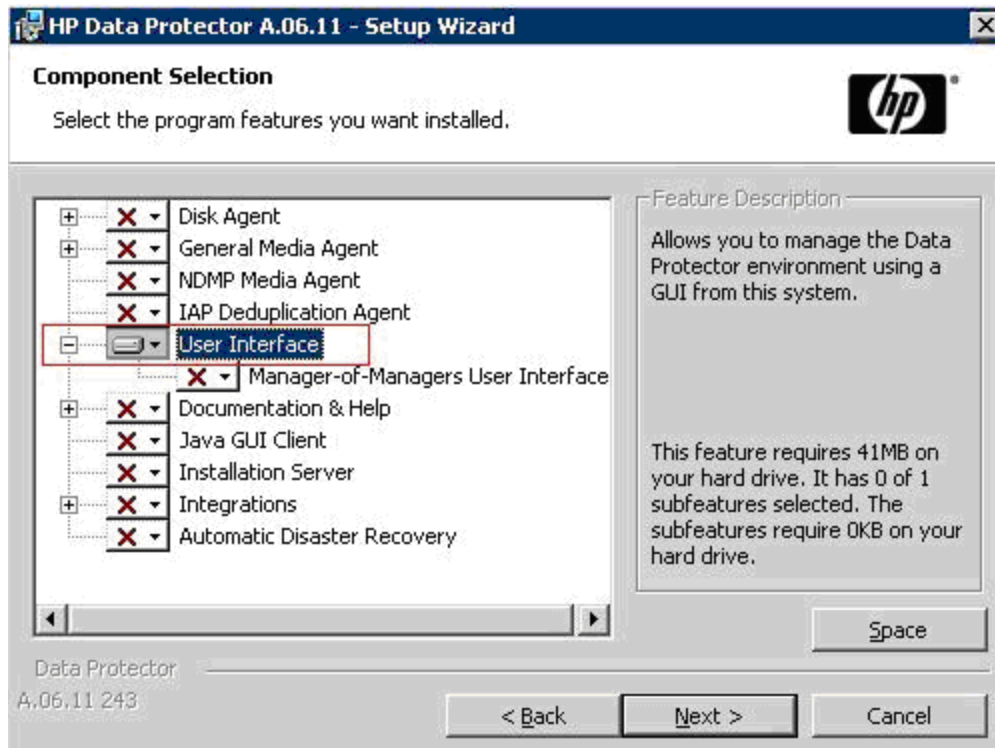 HP Data Protector A.06.11 - Setup Wizard
Component Selection
Select the program features you want installed.
hp
Disk Agent
General Media Agent
NDMP Media Agent
IAP Deduplication Agent
User Interface
Manager-of-Managers User Interface
Documentation & Help
Java GUI Client
Installation Server
Integrations
Automatic Disaster Recovery
Feature Description
Allows you to manage the Data
Protector environment using a
GUI from this system.
This feature requires 41MB on
your hard drive. It has 0 of 1
subfeatures selected. The
subfeatures require 0KB on your
hard drive.
Space
Data Protector
A.06.11 243
< Back
Next >
Cancel